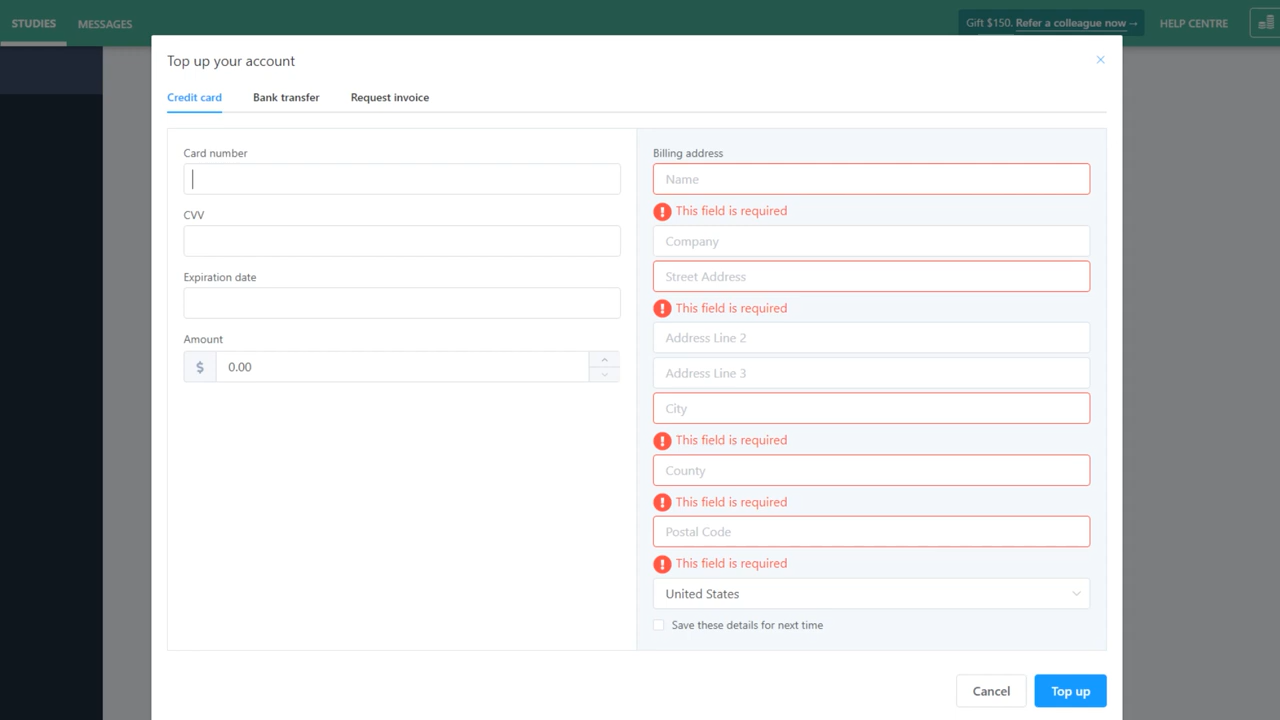 STUDIES
MESSAGES
Gift $150. Refer a colleague now→
HELP CENTRE
Top up your account
Credit card
Bank transfer
Request invoice
Card number
CVV
Expiration date
Amount
$
0.00
Billing address
Name
This field is required
Company
Street Address
This field is required
Address Line 2
Address Line 3
City
This field is required
County
This field is required
Postal Code
This field is required
United States
Save these details for next time
Cancel
Top up